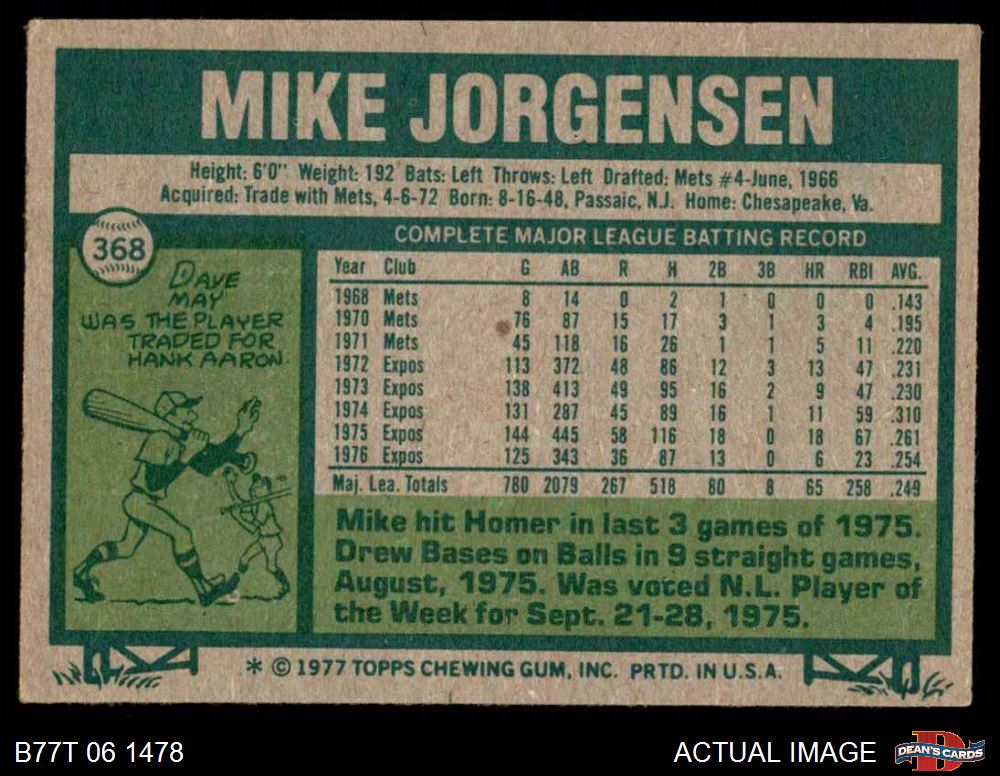 MIKE JORGENSEN
Height: 6'0" Weight: 192 Bats: Left Throws: Left Drafted: Mets #4-June, 1966
Acquired: Trade with Mets, 4-6-72 Born: 8-16-48, Passaic, N.J. Home: Chesapeake, Va.
368
DAVE
MAY
WAS THE PLAYER
TRADED FOR
HANK AARON
COMPLETE MAJOR LEAGUE BATTING RECORD
Year Club G AB R H 2B 3B HR RBI AVG.
1968 Mets 8 14 0 2 1 0 0 0 .143
1970 Mets 76 87 15 17 3 1 3 4 .195
1971 Mets 45 118 16 26 1 1 5 11 .220
1972 Expos 113 372 48 86 12 3 13 47 .231
1973 Expos 138 413 49 95 16 2 9 47 .230
1974 Expos 131 287 45 89 16 1 11 59 .310
1975 Expos 144 445 58 116 18 0 18 67 .261
1976 Expos 125 343 36 87 13 0 6 23 .254
Maj. Lea. Totals 780 2079 267 518 80 8 65 258 .249
Mike hit Homer in last 3 games of 1975.
Drew Bases on Balls in 9 straight games,
August, 1975. Was voted N.L. Player of
the Week for Sept. 21-28, 1975.
* © 1977 TOPPS CHEWING GUM, INC. PRTD. IN U.S.A.
B77T 06 1478
ACTUAL IMAGE
DEAN'S CARDS